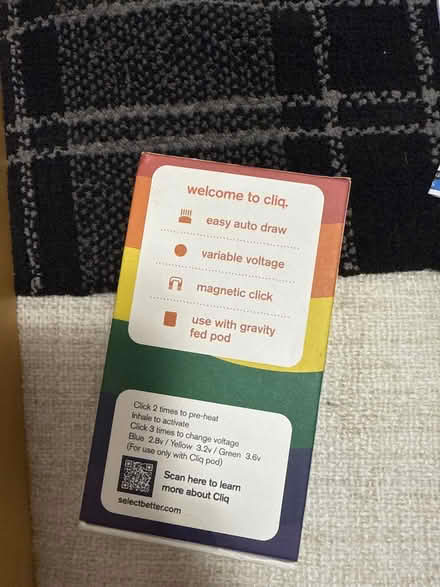 welcome to cliq.
easy auto draw
variable voltage
magnetic click
use with gravity
fed pod
Click 2 times to pre-heat
Inhale to activate
Click 3 times to change voltage
Blue 2.8v / Yellow 3.2v / Green 3.6v
(For use only with Cliq pod)
Scan here to learn
more about Cliq
selectbetter.com